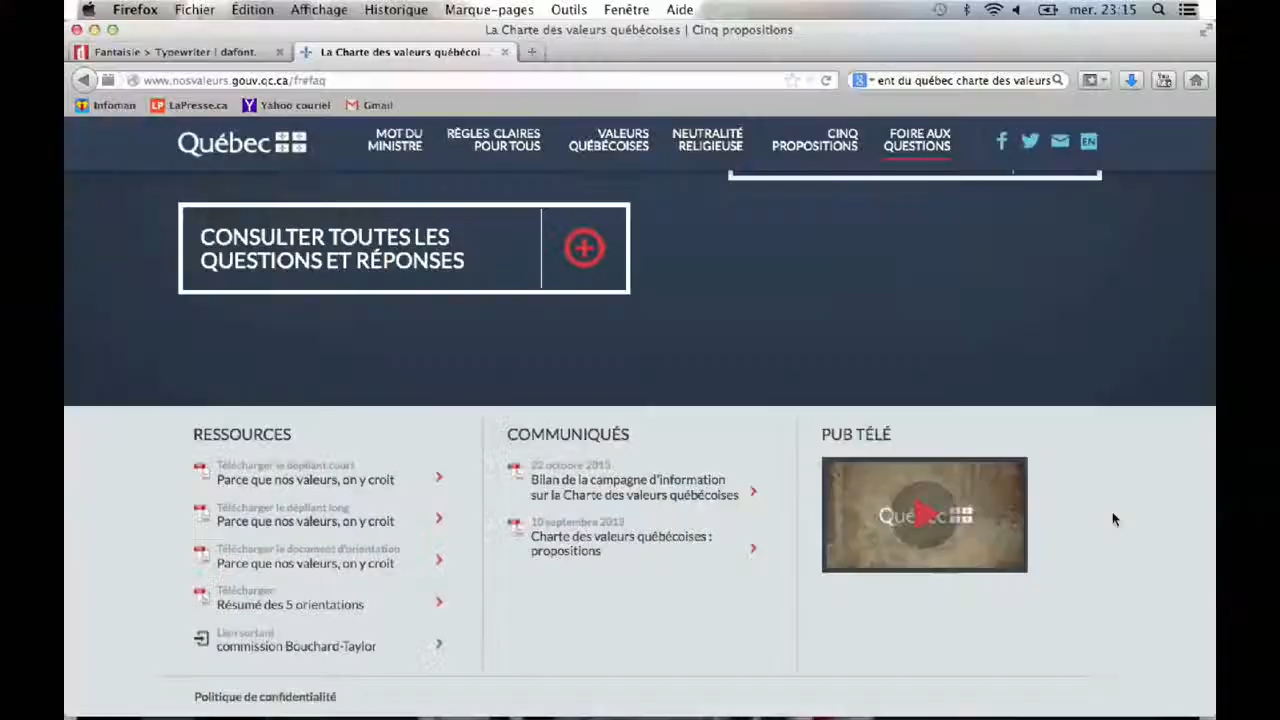 Firefox Fichier Édition Affichage Historique Marque-pages Outils Fenêtre Aide mer. 23:15
La Charte des valeurs québécoises | Cinq propositions
Fantaisie > Typewriter | dafont. La Charte des valeurs québécoi...
www.nosvaleurs.gouv.qc.ca/fr#faq ent du québec charte des valeurs
Infoman LaPresse.ca Yahoo courriel Gmail
Québec
MOT DU
MINISTRE
RÈGLES CLAIRES
POUR TOUS
VALEURS
QUÉBÉCOISES
NEUTRALITÉ
RELIGIEUSE
CINQ
PROPOSITIONS
FOIRE AUX
QUESTIONS
EN
CONSULTER TOUTES LES
QUESTIONS ET RÉPONSES
RESSOURCES
Télécharger le dépliant court
Parce que nos valeurs, on y croit
Télécharger le dépliant long
Parce que nos valeurs, on y croit
Télécharger le document d'orientation
Parce que nos valeurs, on y croit
Télécharger
Résumé des 5 orientations
Lien sortant
commission Bouchard-Taylor
COMMUNIQUÉS
22 octobre 2013
Bilan de la campagne d'information
sur la Charte des valeurs québécoises
10 septembre 2013
Charte des valeurs québécoises :
propositions
PUB TÉLÉ
Québec
Politique de confidentialité